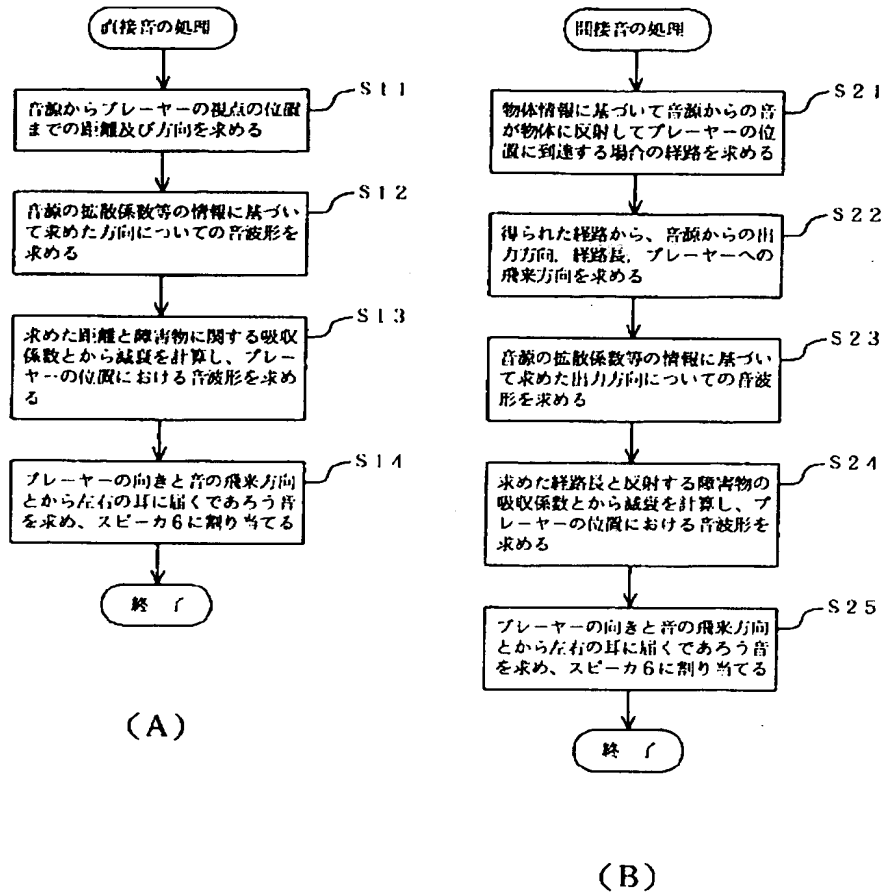 直接音の処理
S11
音源からプレーヤーの視点の位置
までの距離及び方向を求める
S12
音源の拡散係数等の情報に基づい
て求めた方向についての音波形を
求める
S13
求めた距離と障害物に関する吸収
係数とから減衰を計算し、プレー
ヤーの位置における音波形を求め
る
S14
プレーヤーの向きと音の飛来方向
とから左右の耳に届くであろう音
を求め、スピーカ6に割り当てる
終了
(A)
間接音の処理
S21
物体情報に基づいて音源からの音
が物体に反射してプレーヤーの位
置に到達する場合の経路を求める
S22
得られた経路から、音源からの出
力方向，経路長，プレーヤーへの
飛来方向を求める
S23
音源の拡散係数等の情報に基づい
て求めた出力方向についての音波
形を求める
S24
求めた経路長と反射する障害物の
吸収係数とから減衰を計算し、プ
レーヤーの位置における音波形を
求める
S25
プレーヤーの向きと音の飛来方向
とから左右の耳に届くであろう音
を求め、スピーカ6に割り当てる
終了
(B)